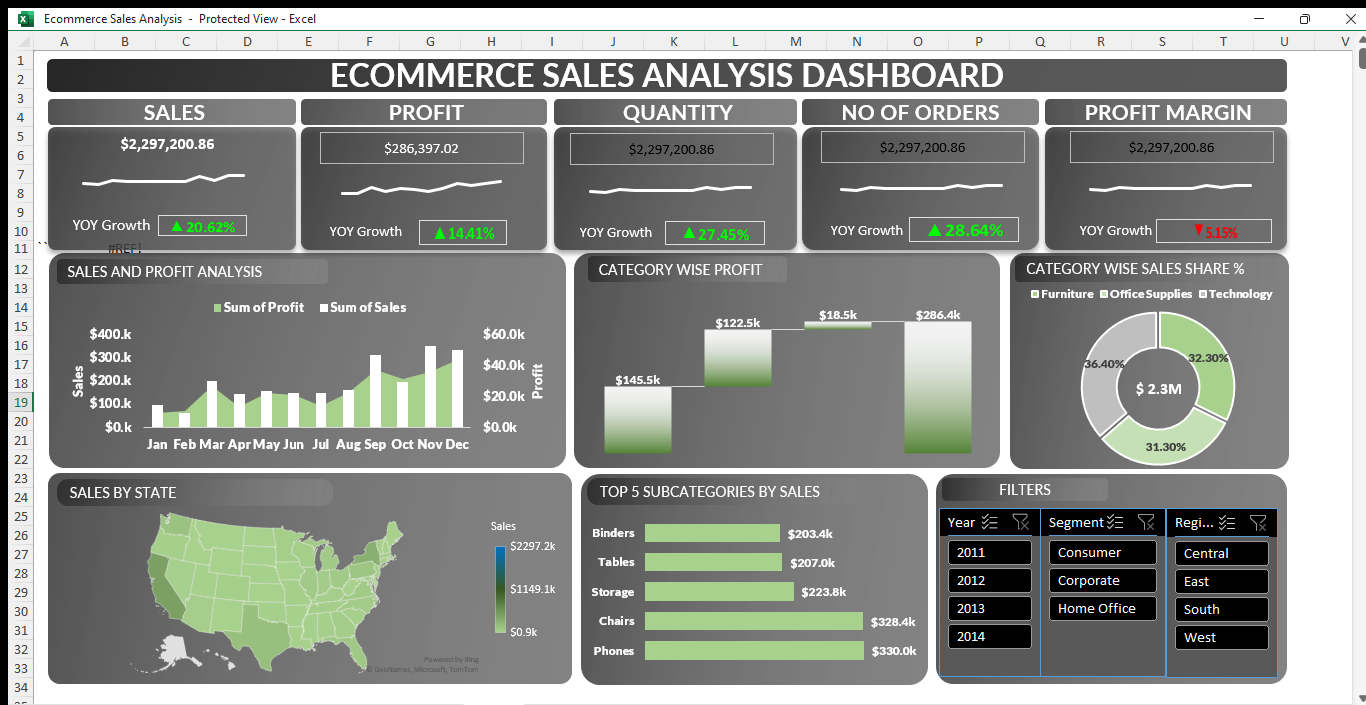 Ecommerce Sales Analysis - Protected View - Excel
A B C D E F G H I J K L M N O P Q R S T U V
1
2
3
4
5
6
7
8
9
10
11
12
13
14
15
16
17
18
19
20
21
22
23
24
25
26
27
28
29
30
31
32
33
34
ECOMMERCE SALES ANALYSIS DASHBOARD
SALES
$2,297,200.86
YOY Growth ▲ 20.62%
PROFIT
$286,397.02
YOY Growth ▲ 14.41%
QUANTITY
$2,297,200.86
YOY Growth ▲ 27.45%
NO OF ORDERS
$2,297,200.86
YOY Growth ▲ 28.64%
PROFIT MARGIN
$2,297,200.86
YOY Growth ▼ 5.15%
SALES AND PROFIT ANALYSIS
Sum of Profit Sum of Sales
Sales
$400.k
$300.k
$200.k
$100.k
$0.k
$60.0k
$40.0k
$20.0k
$0.0k
Profit
Jan Feb Mar Apr May Jun Jul Aug Sep Oct Nov Dec
CATEGORY WISE PROFIT
$145.5k
$122.5k
$18.5k
$286.4k
CATEGORY WISE SALES SHARE %
Furniture Office Supplies Technology
32.30%
31.30%
36.40%
$ 2.3M
SALES BY STATE
Sales
$2297.2k
$1149.1k
$0.9k
Powered by Bing
© GeoNames, Microsoft, TomTom
TOP 5 SUBCATEGORIES BY SALES
Binders $203.4k
Tables $207.0k
Storage $223.8k
Chairs $328.4k
Phones $330.0k
FILTERS
Year
2011
2012
2013
2014
Segment
Consumer
Corporate
Home Office
Regi...
Central
East
South
West